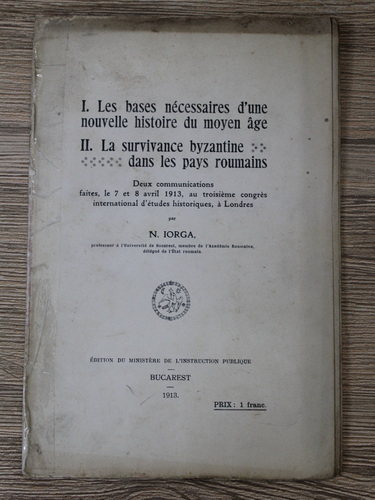 I. Les bases nécessaires d'une
nouvelle histoire du moyen âge
II. La survivance byzantine
dans les pays roumains
Deux communications
faites, le 7 et 8 avril 1913, au troisième congrès
international d'études historiques, à Londres
par
N. IORGA,
professeur à l'Université de Bucarest, membre de l'Académie Roumaine,
délégué de l'État roumain.
ÉDITION DU MINISTÈRE DE L'INSTRUCTION PUBLIQUE
BUCAREST
1913.
PRIX : 1 franc.